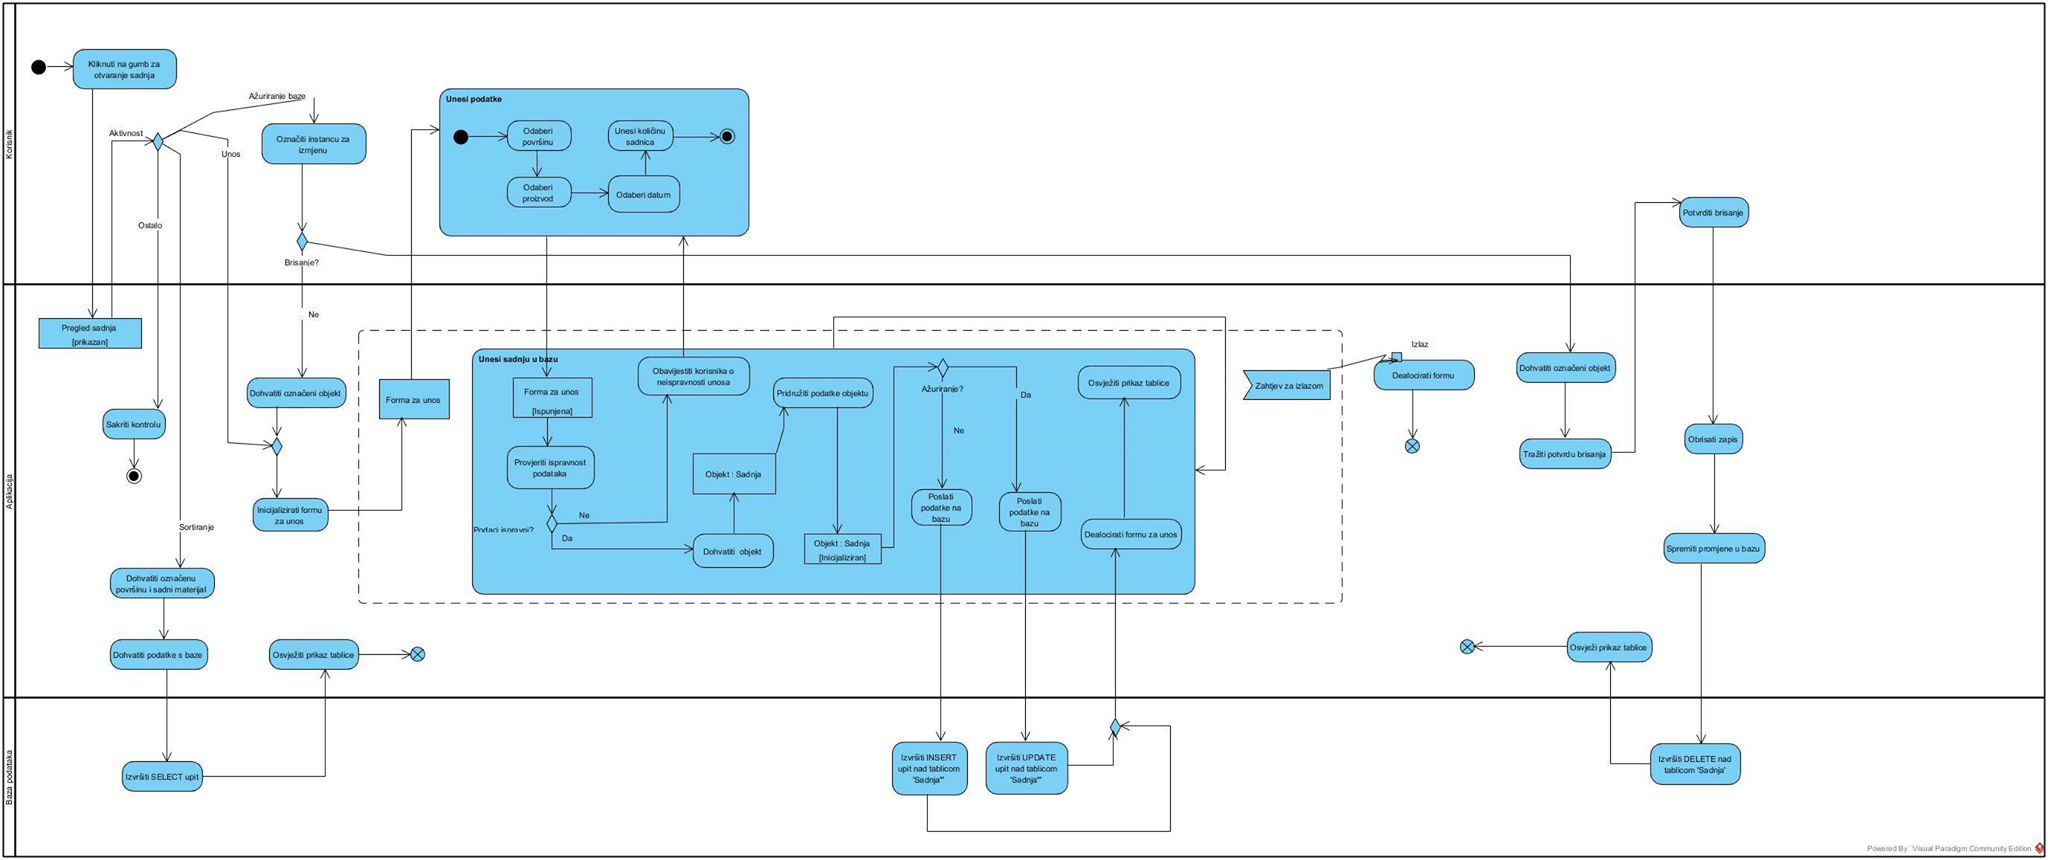 Korisnik
Kliknuti na gumb za
otvaranje sadnja
Aktivnost
Ažuriranje baze
Unos
Ostalo
Označiti instancu za
izmjenu
Brisanje?
Unesi podatke
Odaberi
površinu
Unesi količinu
sadnica
Odaberi
proizvod
Odaberi datum
Potvrditi brisanje
Aplikacija
Pregled sadnja
[prikazan]
Ne
Dohvatiti označeni objekt
Sakriti kontrolu
Inicijalizirati formu
za unos
Sortiranje
Dohvatiti označenu
površinu i sadni materijal
Dohvatiti podatke s baze
Osvježiti prikaz tablice
Forma za unos
Unesi sadnju u bazu
Forma za unos
[Ispunjena]
Provjeriti ispravnost
podataka
Podaci ispravni?
Ne
Da
Obavijestiti korisnika o
neispravnosti unosa
Objekt : Sadnja
Dohvatiti objekt
Pridružiti podatke objektu
Objekt : Sadnja
[Inicijaliziran]
Ažuriranje?
Ne
Da
Poslati
podatke na
bazu
Poslati
podatke na
bazu
Osvježiti prikaz tablice
Dealocirati formu za unos
Zahtjev za izlazom
Izlaz
Dealocirati formu
Dohvatiti označeni objekt
Tražiti potvrdu brisanja
Obrisati zapis
Spremiti promjene u bazu
Osvježi prikaz tablice
Baza podataka
Izvršiti SELECT upit
Izvršiti INSERT
upit nad tablicom
'Sadnja'"
Izvršiti UPDATE
upit nad tablicom
'Sadnja'"
Izvršiti DELETE nad
tablicom 'Sadnja'
Powered By Visual Paradigm Community Edition